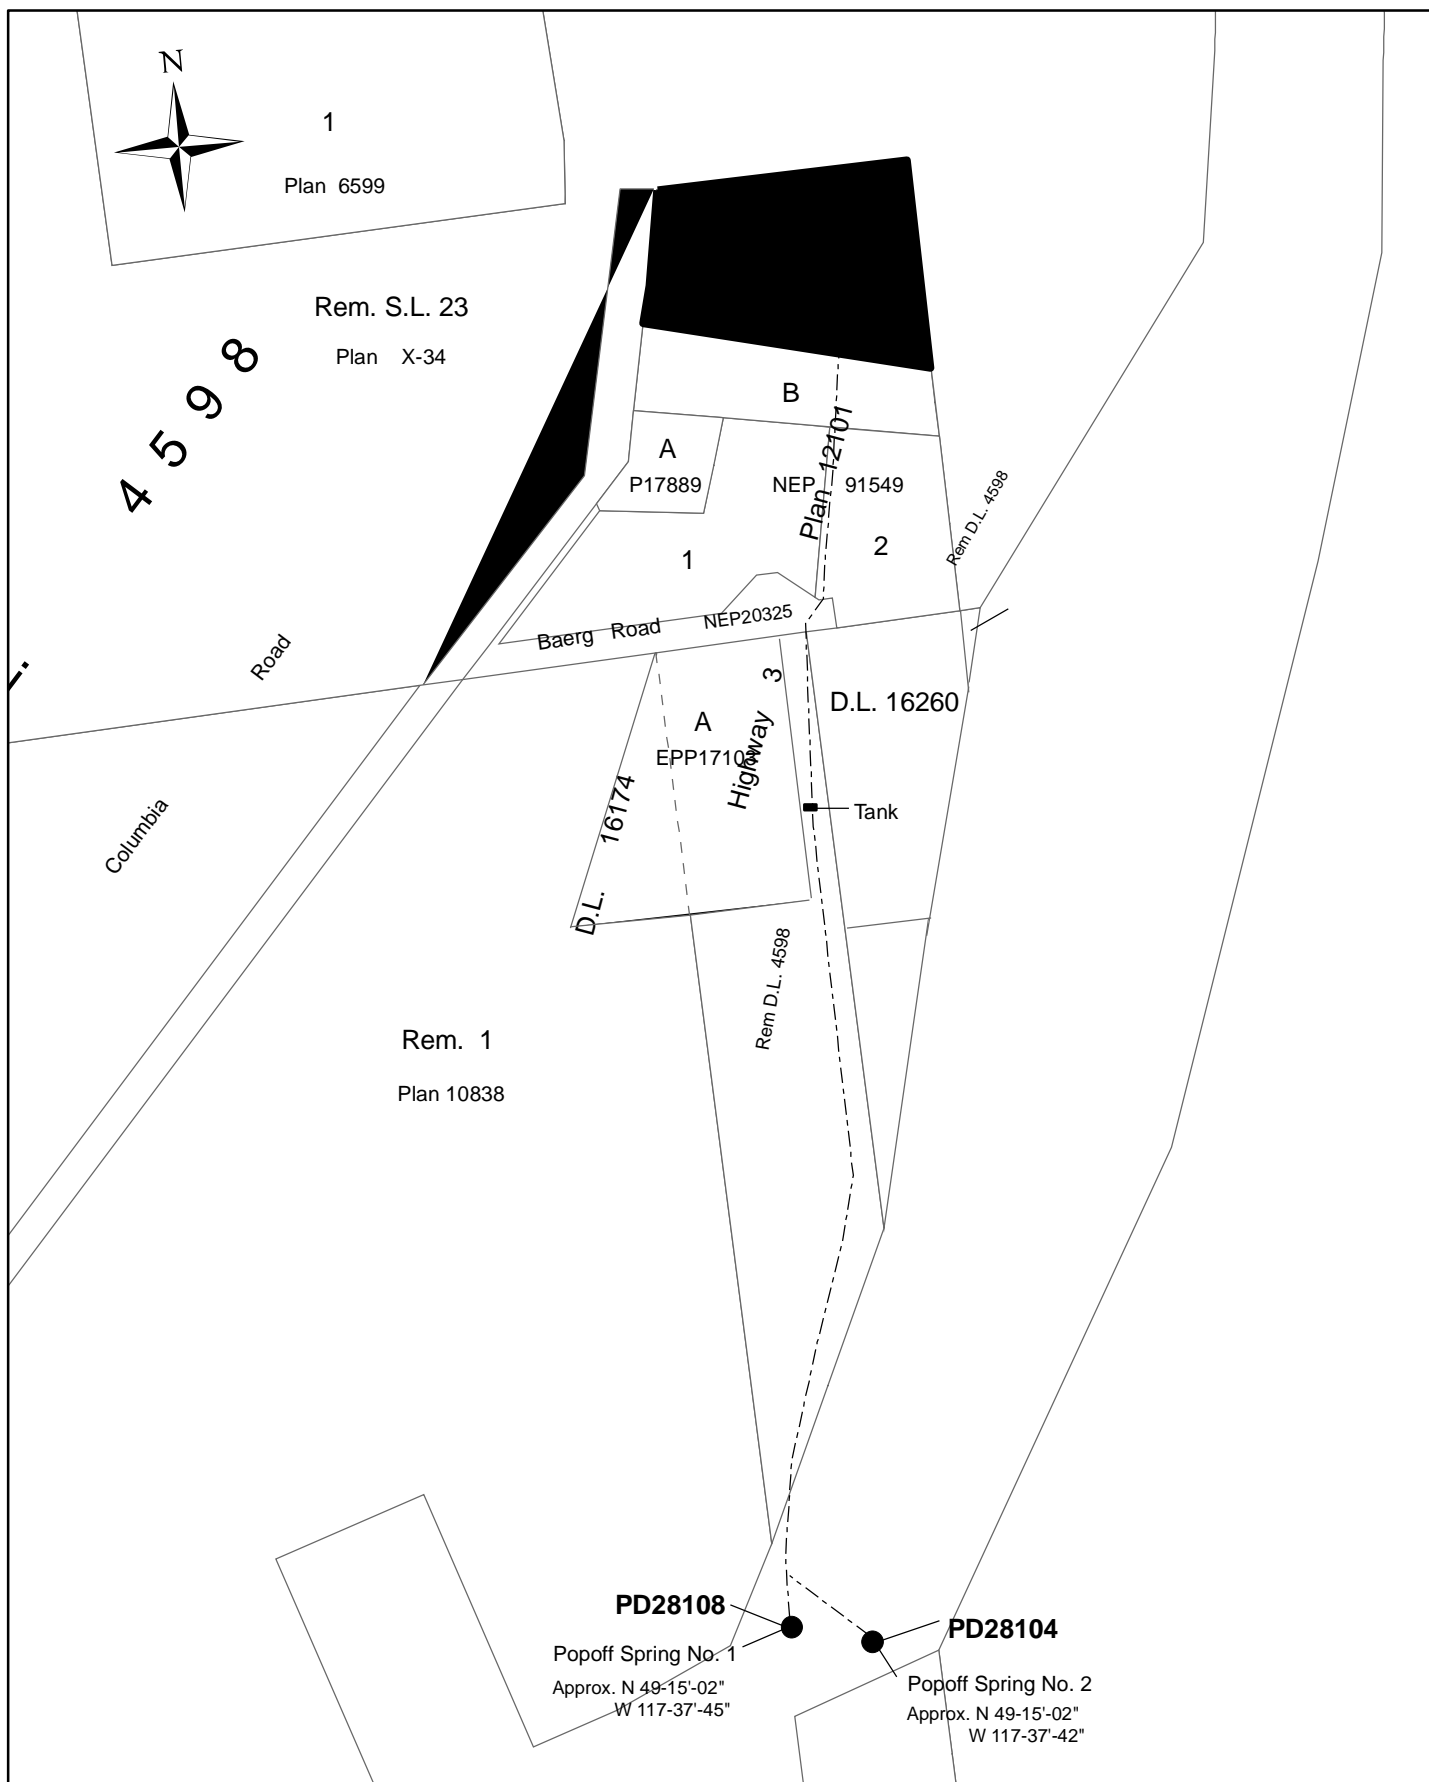 N
1
Plan 6599
Rem. S.L. 23
Plan X-34
4598
B
A
P17889
Plan 12101
NEP 91549
1
2
Rem D.L. 4598
Baerg Road
NEP20325
Road
Columbia
A
EPP17103
Highway 3
D.L. 16260
D.L. 16174
Tank
Rem D.L. 4598
Rem. 1
Plan 10838
PD28108
Popoff Spring No. 1
Approx. N 49-15'-02"
W 117-37'-45"
PD28104
Popoff Spring No. 2
Approx. N 49-15'-02"
W 117-37'-42"